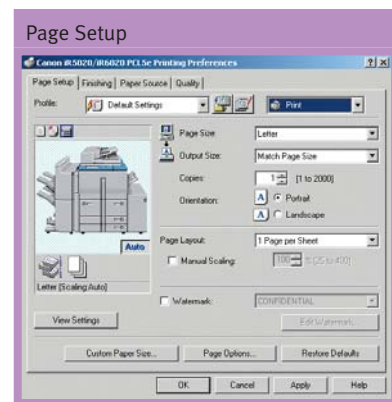 Page Setup
Canon iR5020/iR6020 PCL5e Printing Preferences
Page Setup Finishing Paper Source Quality
Profile: Default Settings Print
Page Size: Letter
Output Size: Match Page Size
Copies: 1 [1 to 2000]
Orientation: A Portrait
A Landscape
Auto
Page Layout: 1 Page per Sheet
Manual Scaling: 100 % [25 to 400]
Letter [Scaling:Auto]
Watermark: CONFIDENTIAL
View Settings Edit Watermark...
Custom Paper Size... Page Options... Restore Defaults
OK Cancel Apply Help